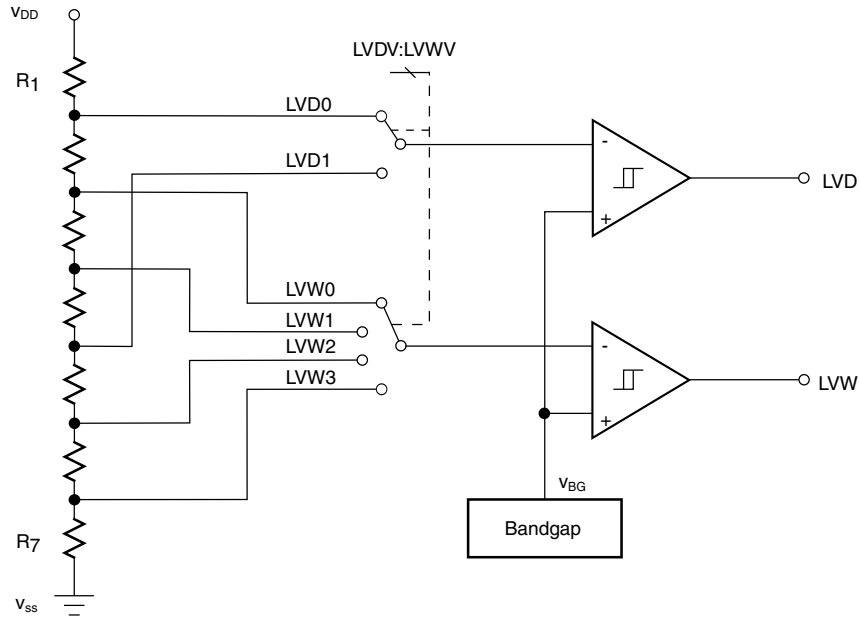 VDD
LVDV:LVWV
R1
LVD0
LVD1
-
+
LVD
LVW0
LVW1
LVW2
LVW3
-
+
LVW
vBG
Bandgap
R7
vss